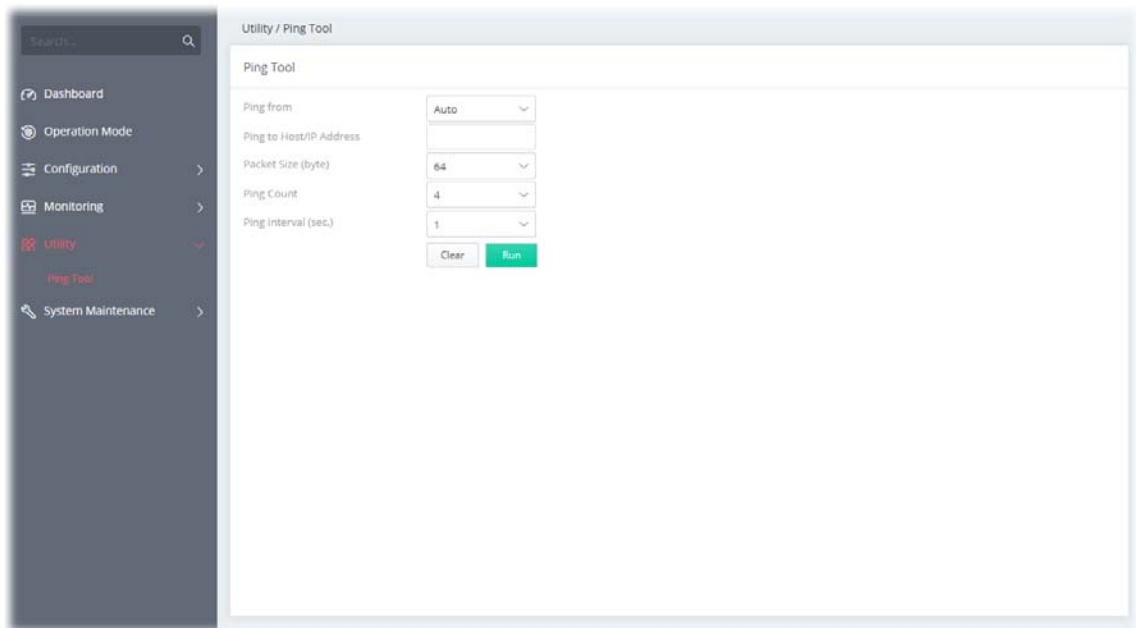 Search...
Dashboard
Operation Mode
Configuration
Monitoring
Utility
Ping Tool
System Maintenance
Utility / Ping Tool
Ping Tool
Ping from
Auto
Ping to Host/IP Address
Packet Size (byte)
64
Ping Count
4
Ping Interval (sec.)
1
Clear
Run